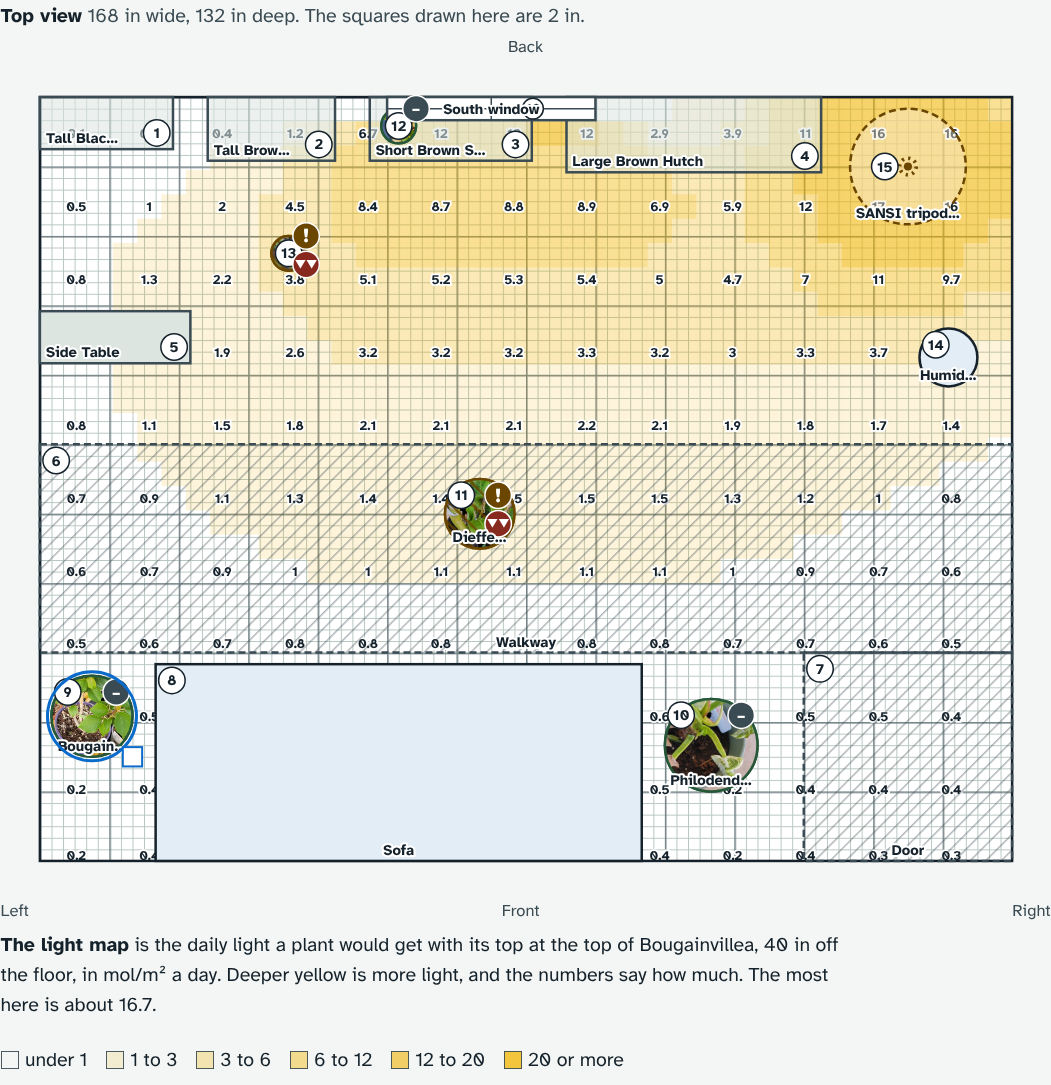 Top view 168 in wide, 132 in deep. The squares drawn here are 2 in.
Back
South window
Tall Blac... 1
0.4 1.2 6.7 12 12 2.9 3.9 11 16 16
Tall Brow... 2
12
Short Brown S... 3
Large Brown Hutch 4
15
SANSI tripod...
0.5 1 2 4.5 8.4 8.7 8.8 8.9 6.9 5.9 12
13 !
0.8 1.3 2.2 3.8 5.1 5.2 5.3 5.4 5 4.7 7 11 9.7
Side Table 5
1.9 2.6 3.2 3.2 3.2 3.3 3.2 3 3.3 3.7
14
Humid...
0.8 1.1 1.5 1.8 2.1 2.1 2.1 2.2 2.1 1.9 1.8 1.7 1.4
6
0.7 0.9 1.1 1.3 1.4 1.5 1.5 1.3 1.2 1 0.8
11 !
Dieffe...
0.6 0.7 0.9 1 1 1.1 1.1 1.1 1.1 1 0.9 0.7 0.6
0.5 0.6 0.7 0.8 0.8 0.8 Walkway 0.8 0.8 0.7 0.7 0.6 0.5
7
8
9 –
Bougain...
10 –
Philodend...
0.5 0.5 0.4
0.2 0.4 0.5 0.2 0.4 0.4 0.4
0.2 0.4 Sofa 0.4 0.2 0.4 0.3 Door 0.3
Left Front Right
The light map is the daily light a plant would get with its top at the top of Bougainvillea, 40 in off
the floor, in mol/m² a day. Deeper yellow is more light, and the numbers say how much. The most
here is about 16.7.
under 1 1 to 3 3 to 6 6 to 12 12 to 20 20 or more